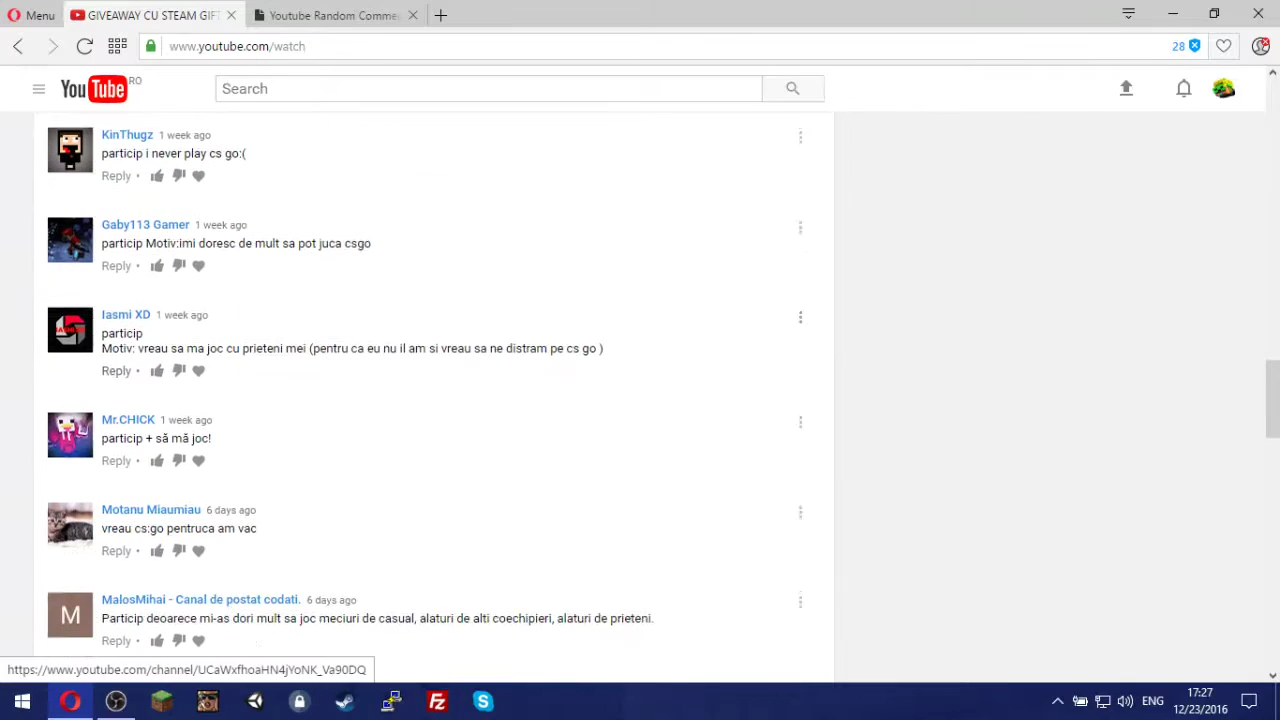 Menu
GIVEAWAY CU STEAM GIF
Youtube Random Comme
www.youtube.com/watch
28
YouTube RO
Search
KinThugz 1 week ago
particip i never play cs go:(
Reply •
Gaby113 Gamer 1 week ago
particip Motiv:imi doresc de mult sa pot juca csgo
Reply •
Iasmi XD 1 week ago
particip
Motiv: vreau sa ma joc cu prieteni mei (pentru ca eu nu il am si vreau sa ne distram pe cs go )
Reply •
Mr.CHICK 1 week ago
particip + să mă joc!
Reply •
Motanu Miaumiau 6 days ago
vreau cs:go pentruca am vac
Reply •
M
MalosMihai - Canal de postat codati. 6 days ago
Particip deoarece mi-as dori mult sa joc meciuri de casual, alaturi de alti coechipieri, alaturi de prieteni.
Reply •
https://www.youtube.com/channel/UCaWxfhoaHN4jYoNK_Va90DQ
ENG
17:27
12/23/2016